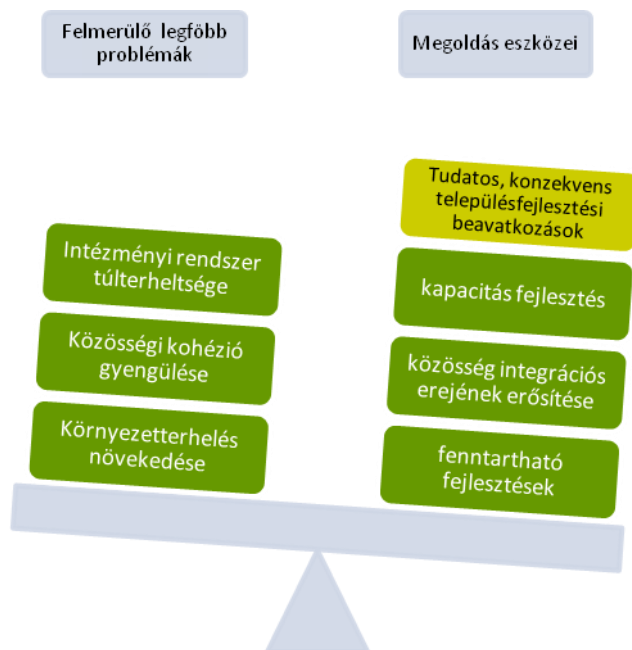 Felmerülő legfőbb
problémák
Megoldás eszközei
Intézményi rendszer
túlterheltsége
Közösségi kohézió
gyengülése
Környezetterhelés
növekedése
Tudatos, konzekvens
településfejlesztési
beavatkozások
kapacitás fejlesztés
közösség integrációs
erejének erősítése
fenntartható
fejlesztések